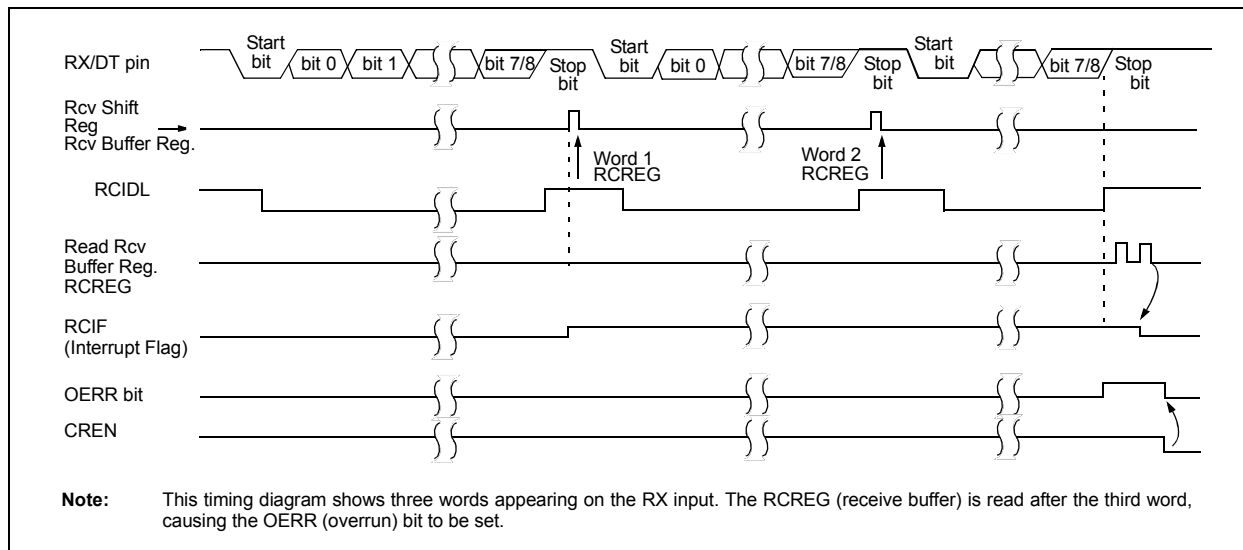 Start bit bit 0 bit 1 bit 7/8 Stop bit Start bit bit 0 bit 7/8 Stop bit Start bit bit 7/8 Stop bit
RX/DT pin
Rcv Shift
Reg
Rcv Buffer Reg.
Word 1
RCREG
Word 2
RCREG
RCIDL
Read Rcv
Buffer Reg.
RCREG
RCIF
(Interrupt Flag)
OERR bit
CREN
Note: This timing diagram shows three words appearing on the RX input. The RCREG (receive buffer) is read after the third word,
causing the OERR (overrun) bit to be set.